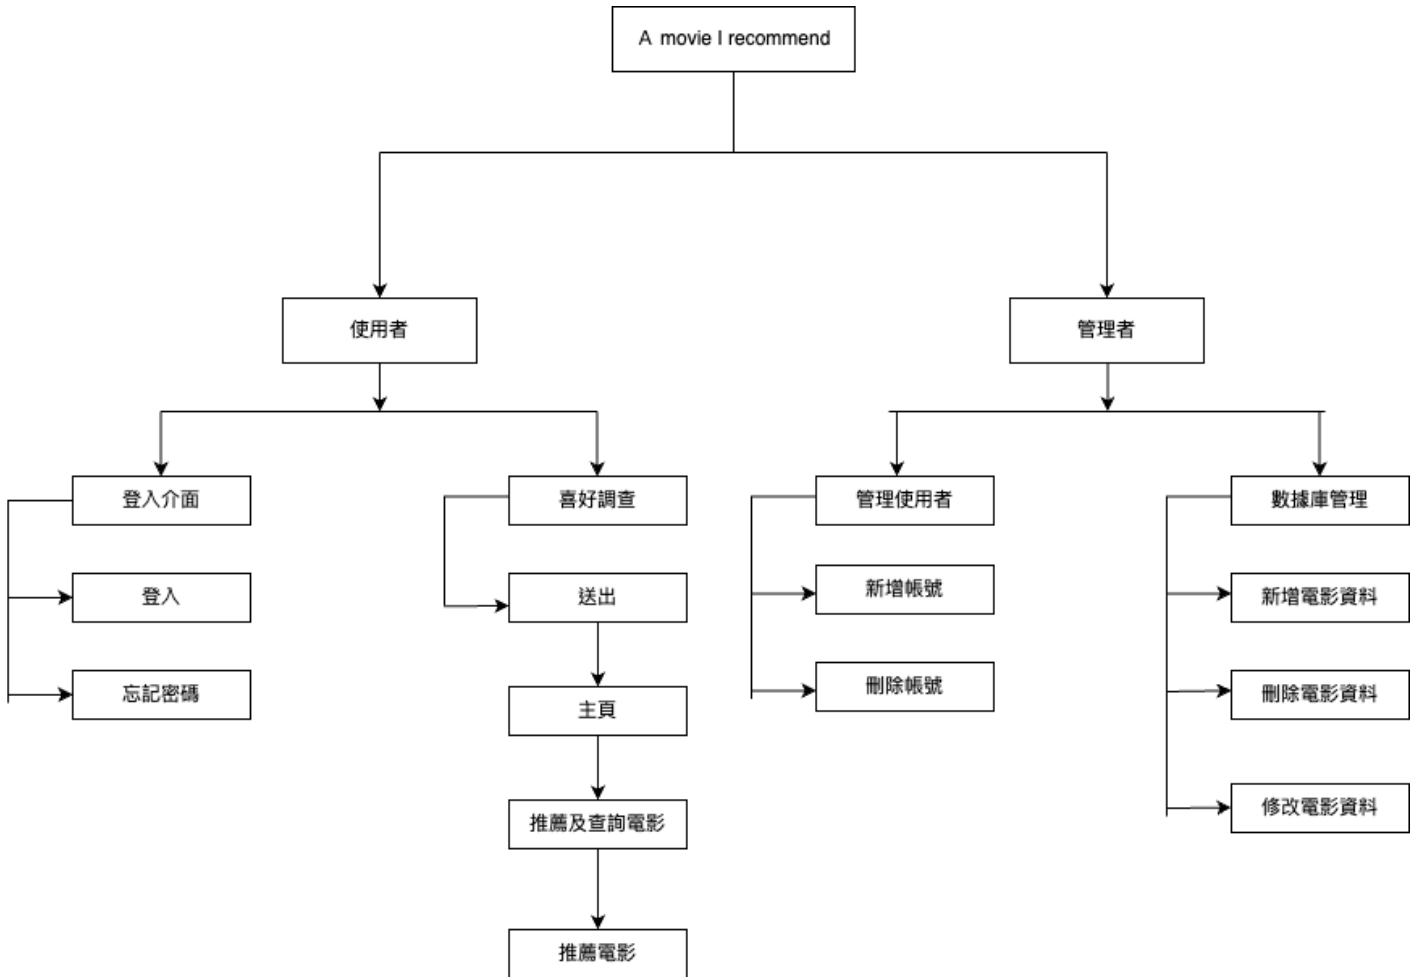 A movie I recommend
使用者
管理者
登入介面
喜好調查
管理使用者
數據庫管理
登入
送出
新增帳號
新增電影資料
忘記密碼
主頁
刪除帳號
刪除電影資料
推薦及查詢電影
修改電影資料
推薦電影